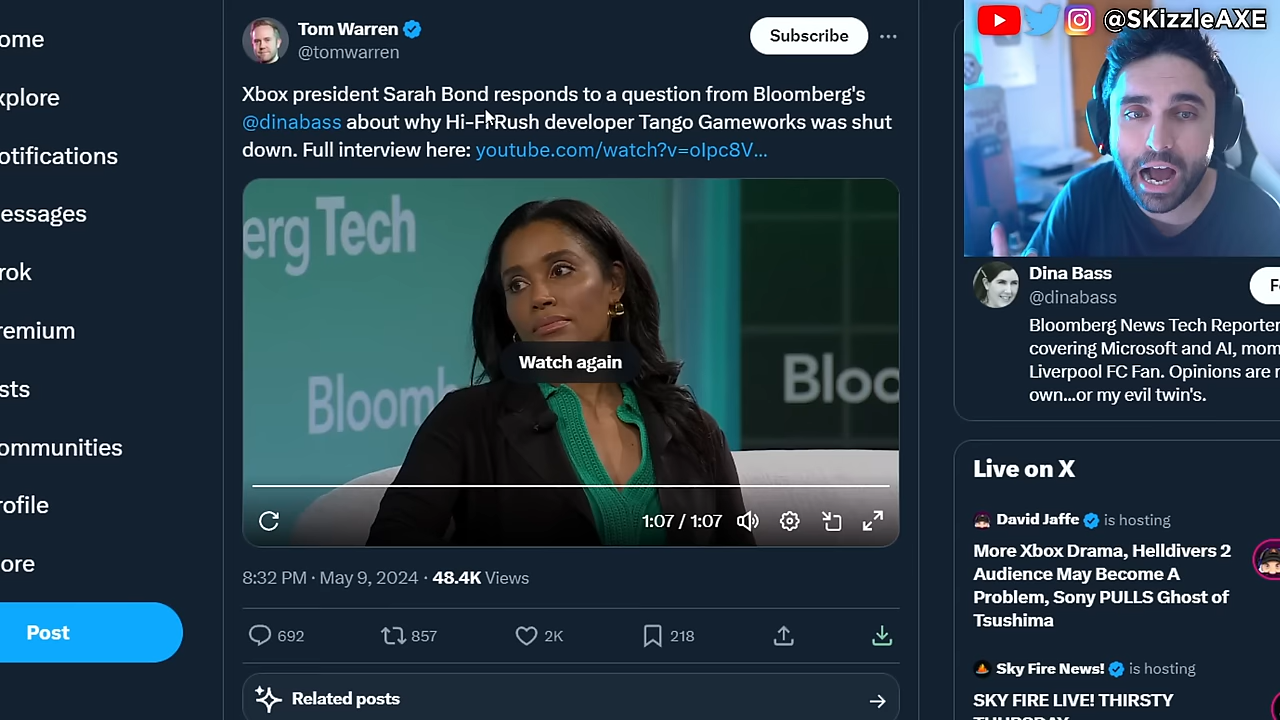 @SKizzleAXE
ome
xplore
otifications
essages
rok
remium
sts
ommunities
rofile
ore
Post
Tom Warren
@tomwarren
Subscribe
Xbox president Sarah Bond responds to a question from Bloomberg's
@dinabass about why Hi-Fi Rush developer Tango Gameworks was shut
down. Full interview here: youtube.com/watch?v=oIpc8V...
erg Tech
Bloomb
Bloo
Watch again
1:07 / 1:07
8:32 PM · May 9, 2024 · 48.4K Views
692 857 2K 218
Related posts
Dina Bass
@dinabass
Fo
Bloomberg News Tech Reporter
covering Microsoft and AI, mom
Liverpool FC Fan. Opinions are
own...or my evil twin's.
Live on X
David Jaffe is hosting
More Xbox Drama, Helldivers 2
Audience May Become A
Problem, Sony PULLS Ghost of
Tsushima
Sky Fire News! is hosting
SKY FIRE LIVE! THIRSTY
THURSDAY